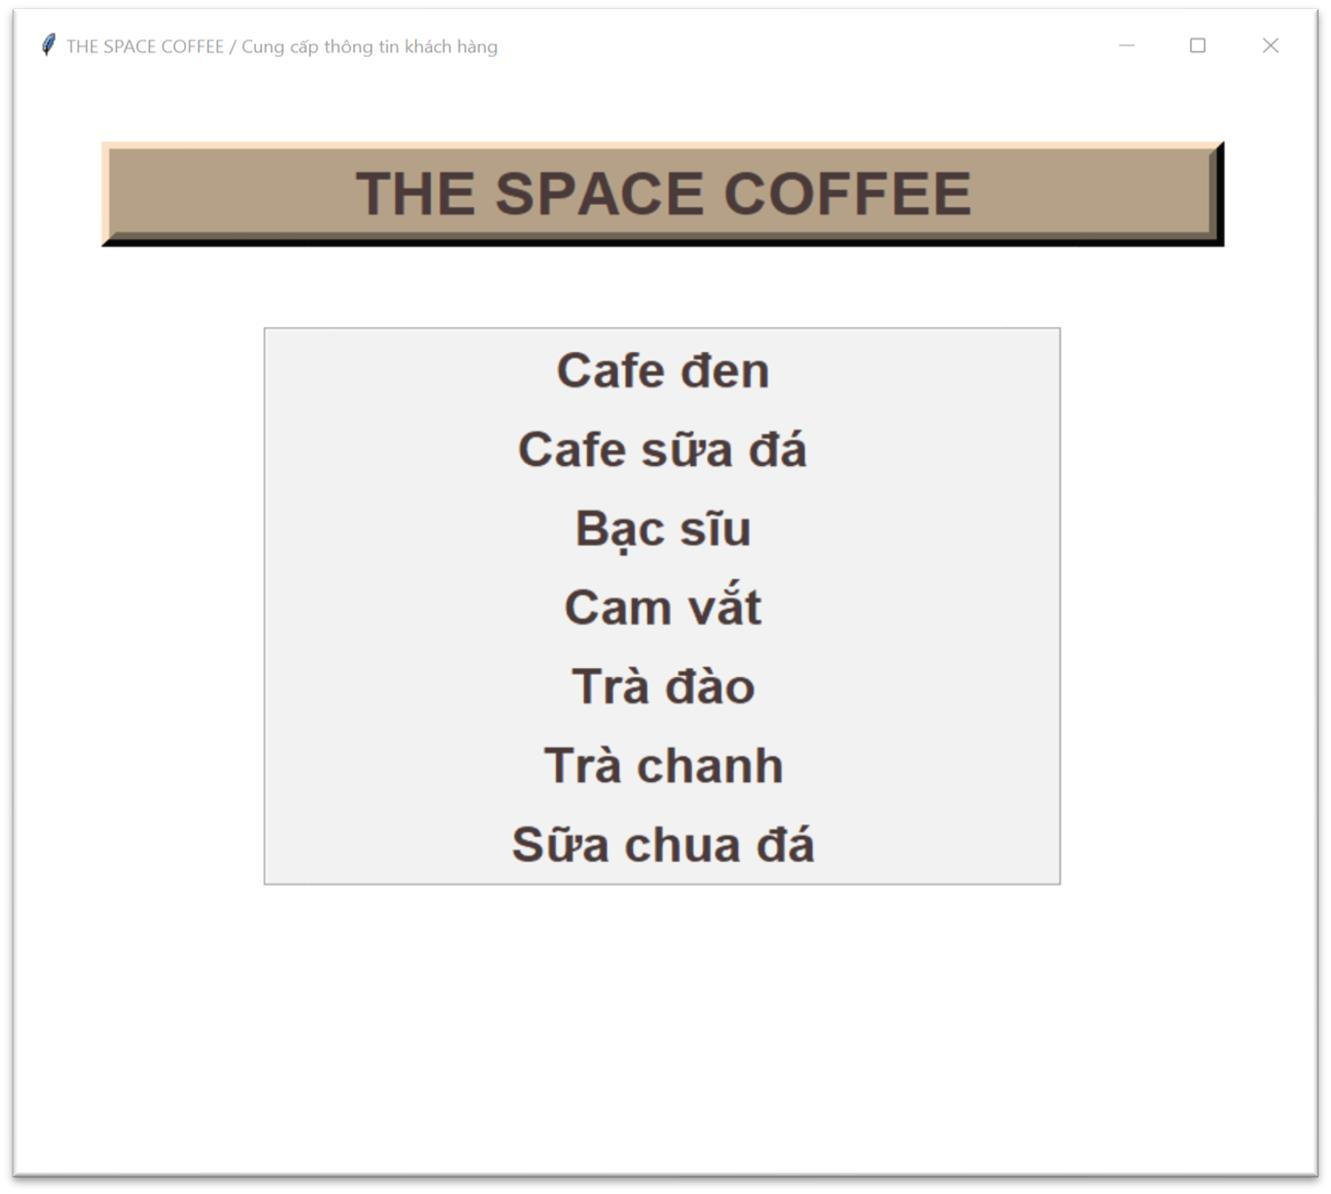 THE SPACE COFFEE / Cung cấp thông tin khách hàng
THE SPACE COFFEE
Cafe đen
Cafe sữa đá
Bạc sĩu
Cam vắt
Trà đào
Trà chanh
Sữa chua đá